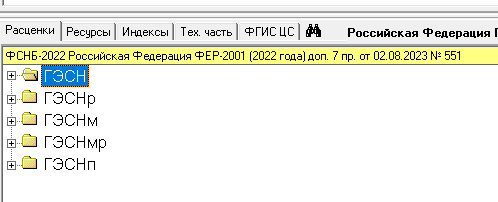 Расценки Ресурсы Индексы Тех. часть ФГИС ЦС Российская Федерация
ФСНБ-2022 Российская Федерация ФЕР-2001 (2022 года) доп. 7 пр. от 02.08.2023 № 551
ГЭСН
ГЭСНр
ГЭСНм
ГЭСНмр
ГЭСНп